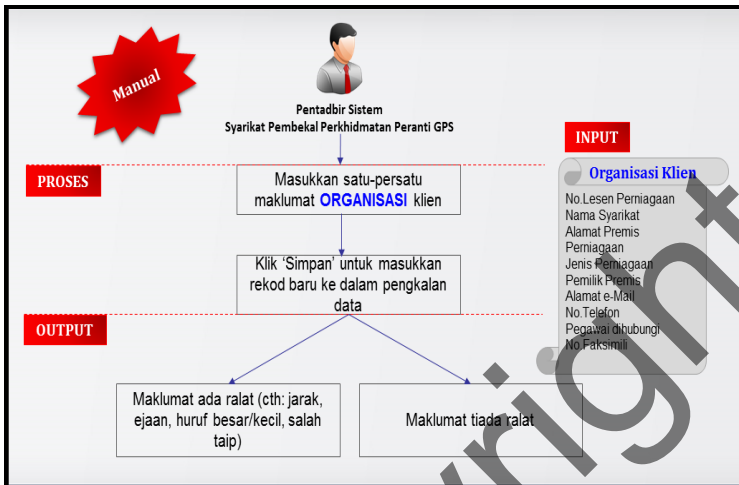 Manual
Pentadbir Sistem
Syarikat Pembekal Perkhidmatan Peranti GPS
PROSES
Masukkan satu-persatu
maklumat ORGANISASI klien
Klik 'Simpan' untuk masukkan
rekod baru ke dalam pengkalan
data
OUTPUT
Maklumat ada ralat (cth: jarak,
ejaan, huruf besar/kecil, salah
taip)
Maklumat tiada ralat
INPUT
Organisasi Klien
No.Lesen Perniagaan
Nama Syarikat
Alamat Premis
Perniagaan
Jenis Perniagaan
Pemilik Premis
Alamat e-Mail
No.Telefon
Pegawai dihubungi
No.Faksimili